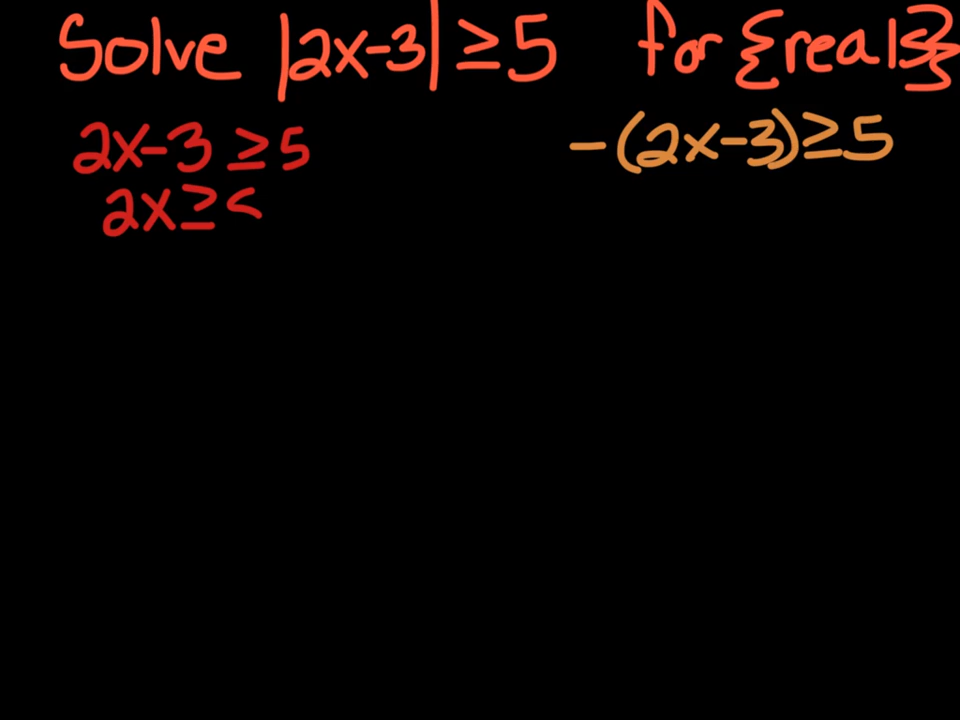 Solve |2x-3| ≥ 5 for {reals}
2x-3 ≥ 5
-(2x-3) ≥ 5
2x ≥